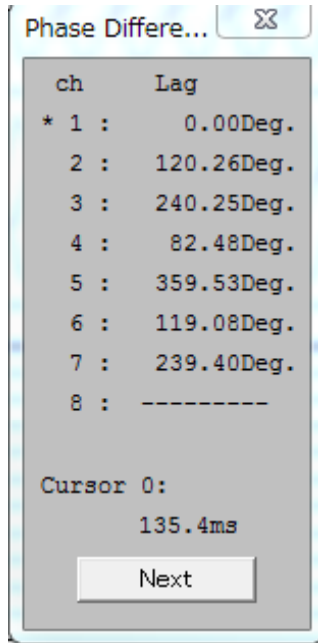 Phase Differe...
ch Lag
* 1 : 0.00Deg.
2 : 120.26Deg.
3 : 240.25Deg.
4 : 82.48Deg.
5 : 359.53Deg.
6 : 119.08Deg.
7 : 239.40Deg.
8 : ---------
Cursor 0:
135.4ms
Next